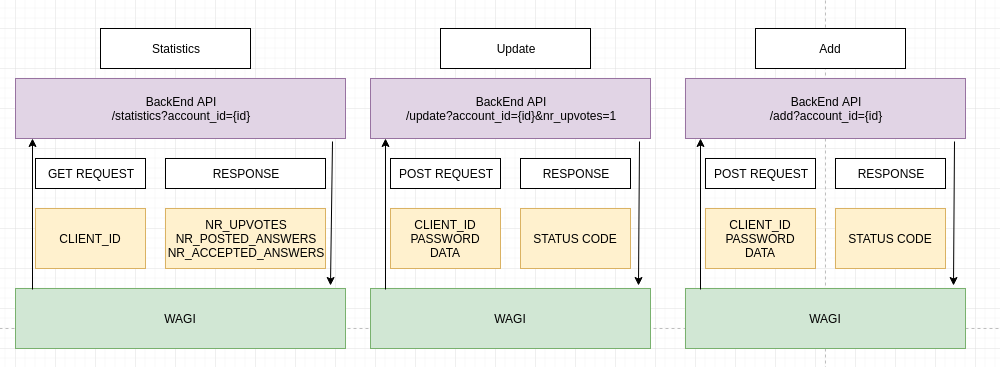 Statistics
BackEnd API
/statistics?account_id={id}
GET REQUEST
RESPONSE
CLIENT_ID
NR_UPVOTES
NR_POSTED_ANSWERS
NR_ACCEPTED_ANSWERS
WAGI
Update
BackEnd API
/update?account_id={id}&nr_upvotes=1
POST REQUEST
RESPONSE
CLIENT_ID
PASSWORD
DATA
STATUS CODE
WAGI
Add
BackEnd API
/add?account_id={id}
POST REQUEST
RESPONSE
CLIENT_ID
PASSWORD
DATA
STATUS CODE
WAGI